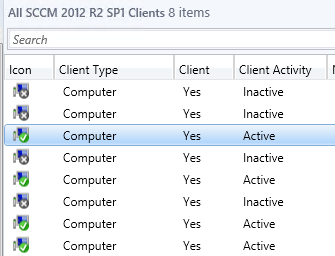 All SCCM 2012 R2 SP1 Clients 8 items
Search
Icon Client Type Client Client Activity
Computer Yes Inactive
Computer Yes Inactive
Computer Yes Active
Computer Yes Inactive
Computer Yes Active
Computer Yes Inactive
Computer Yes Active
Computer Yes Active